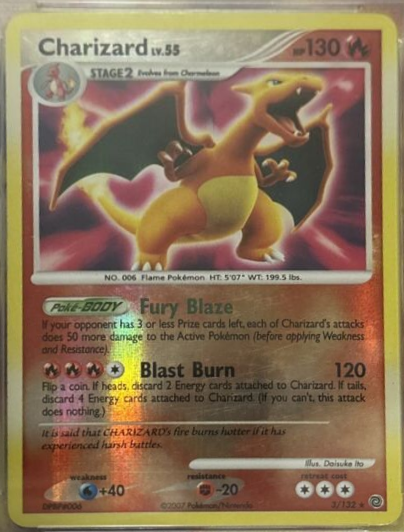 Charizard LV.55 HP130
STAGE2 Evolves from Charmeleon
NO. 006 Flame Pokémon HT: 5'07" WT: 199.5 lbs.
Poké-BODY Fury Blaze
If your opponent has 3 or less Prize cards left, each of Charizard's attacks
does 50 more damage to the Active Pokémon (before applying Weakness
and Resistance).
Blast Burn 120
Flip a coin. If heads, discard 2 Energy cards attached to Charizard. If tails,
discard 4 Energy cards attached to Charizard. (If you can't, this attack
does nothing.)
It is said that CHARIZARD's fire burns hotter if it has
experienced harsh battles.
Illus. Daisuke Ito
weakness resistance retreat cost
+40 -20
©2007 Pokémon/Nintendo 3/132